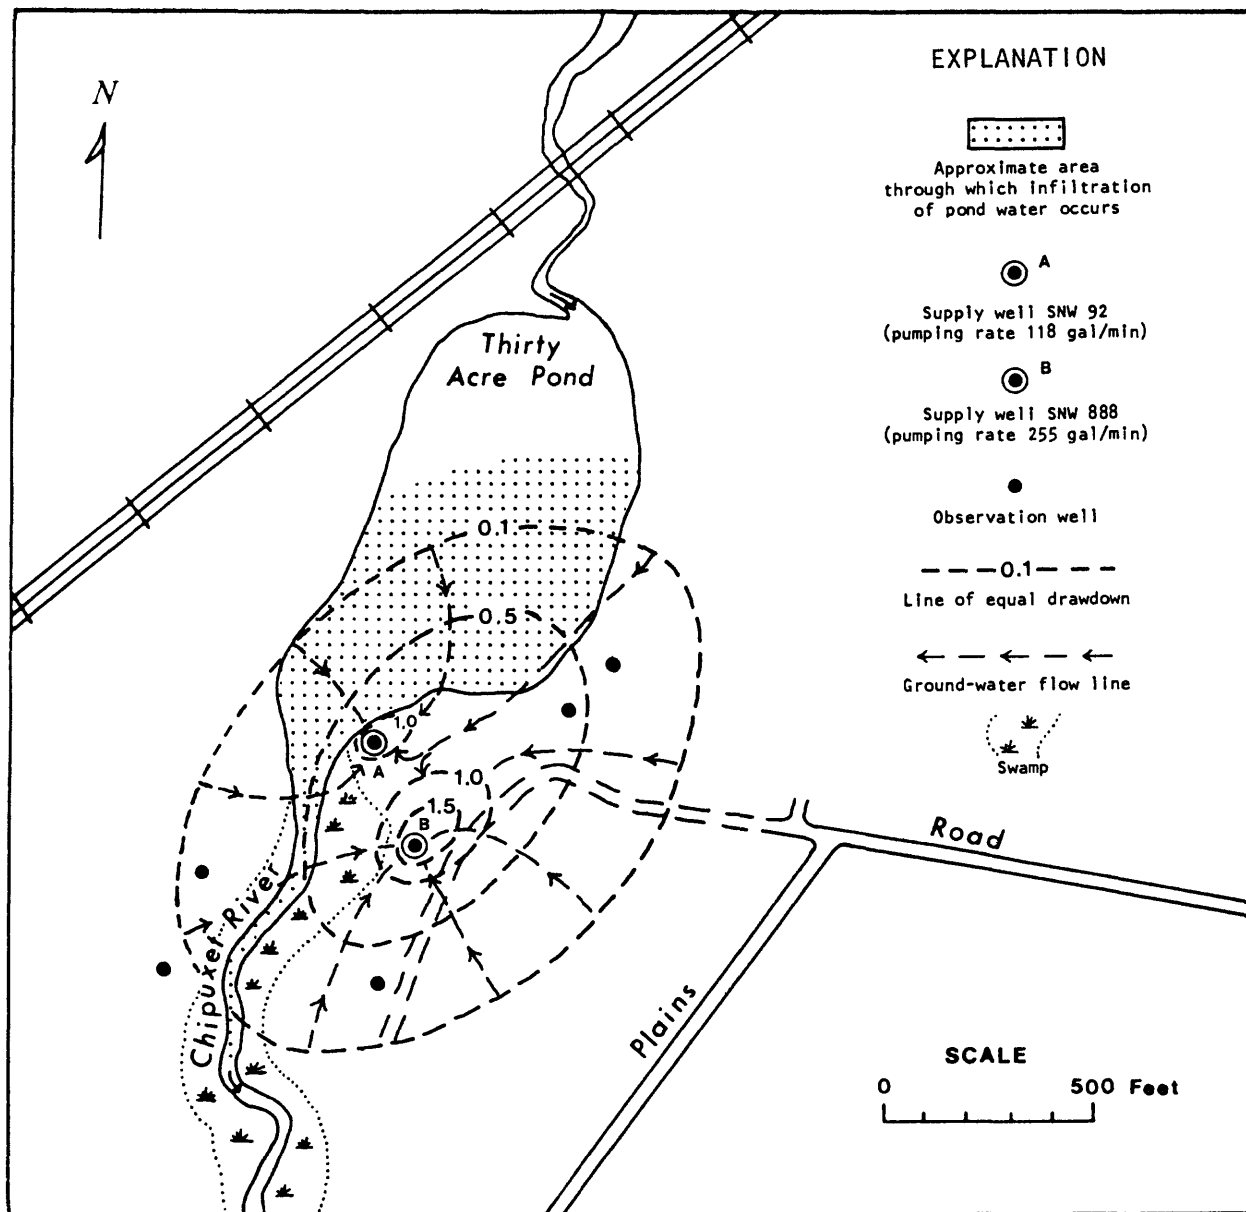 N
EXPLANATION
Approximate area
through which infiltration
of pond water occurs
A
Supply well SNW 92
(pumping rate 118 gal/min)
B
Supply well SNW 888
(pumping rate 255 gal/min)
Observation well
0.1
Line of equal drawdown
Ground-water flow line
Swamp
Thirty
Acre Pond
0.1
0.5
1.0
A
1.0
1.5
B
Road
Chipuxet River
Plains
SCALE
0 500 Feet